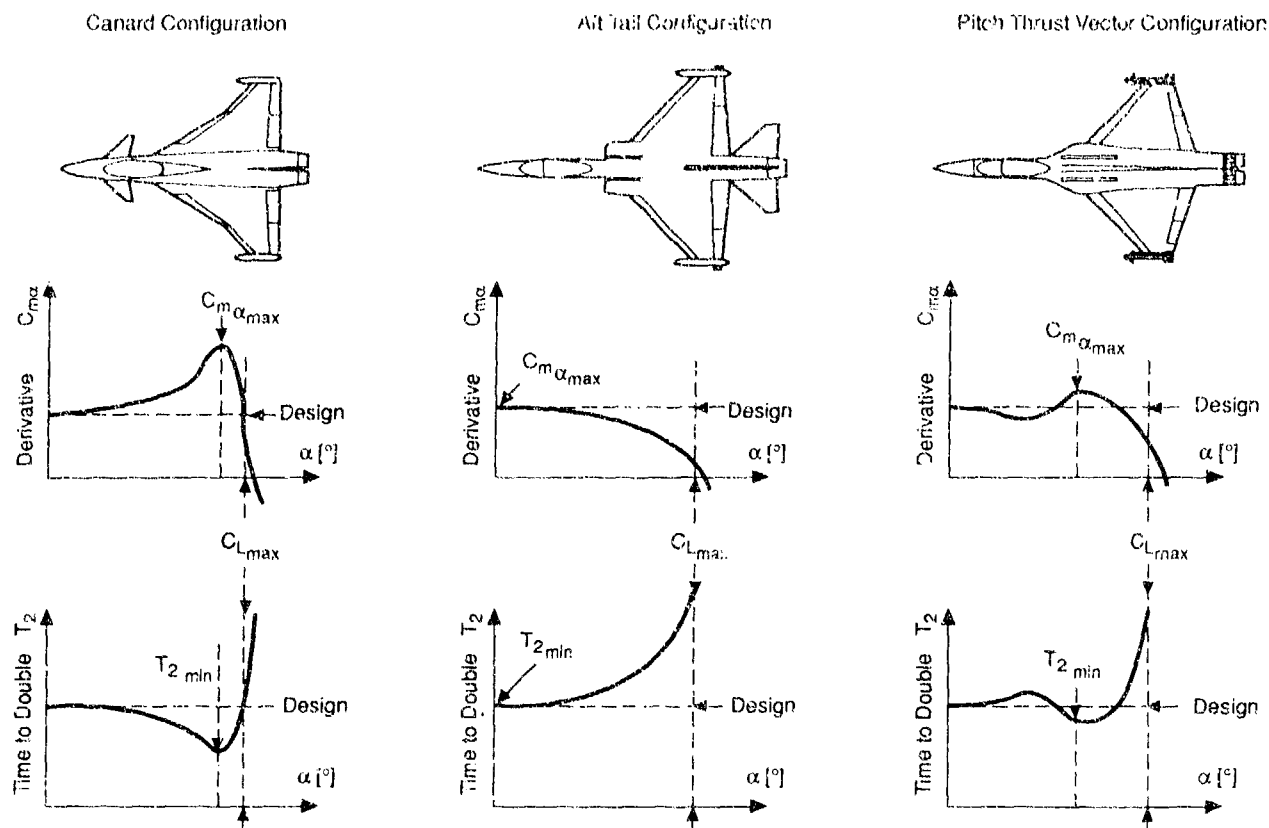 Canard Configuration
Aft Tail Configuration
Pitch Thrust Vector Configuration
Derivative Cmα
Cmαmax
Design
α [°]
Derivative Cmα
Cmαmax
Design
α [°]
Derivative Cmα
Cmαmax
Design
α [°]
CLmax
CLmax
CLmax
Time to Double T2
T2 min
Design
α [°]
Time to Double T2
T2 min
Design
α [°]
Time to Double T2
T2 min
Design
α [°]